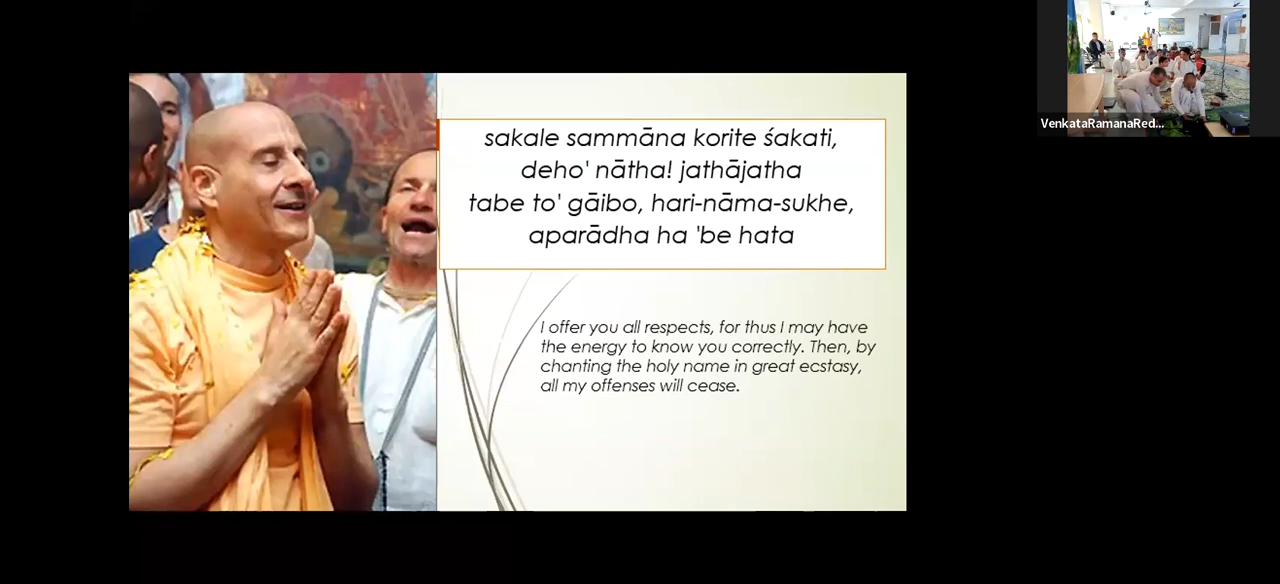 sakale sammāna korite śakati,
deho' nātha! jathājatha
tabe to' gāibo, hari-nāma-sukhe,
aparādha ha 'be hata
I offer you all respects, for thus I may have
the energy to know you correctly. Then, by
chanting the holy name in great ecstasy,
all my offenses will cease.
VenkataRamanaRed...